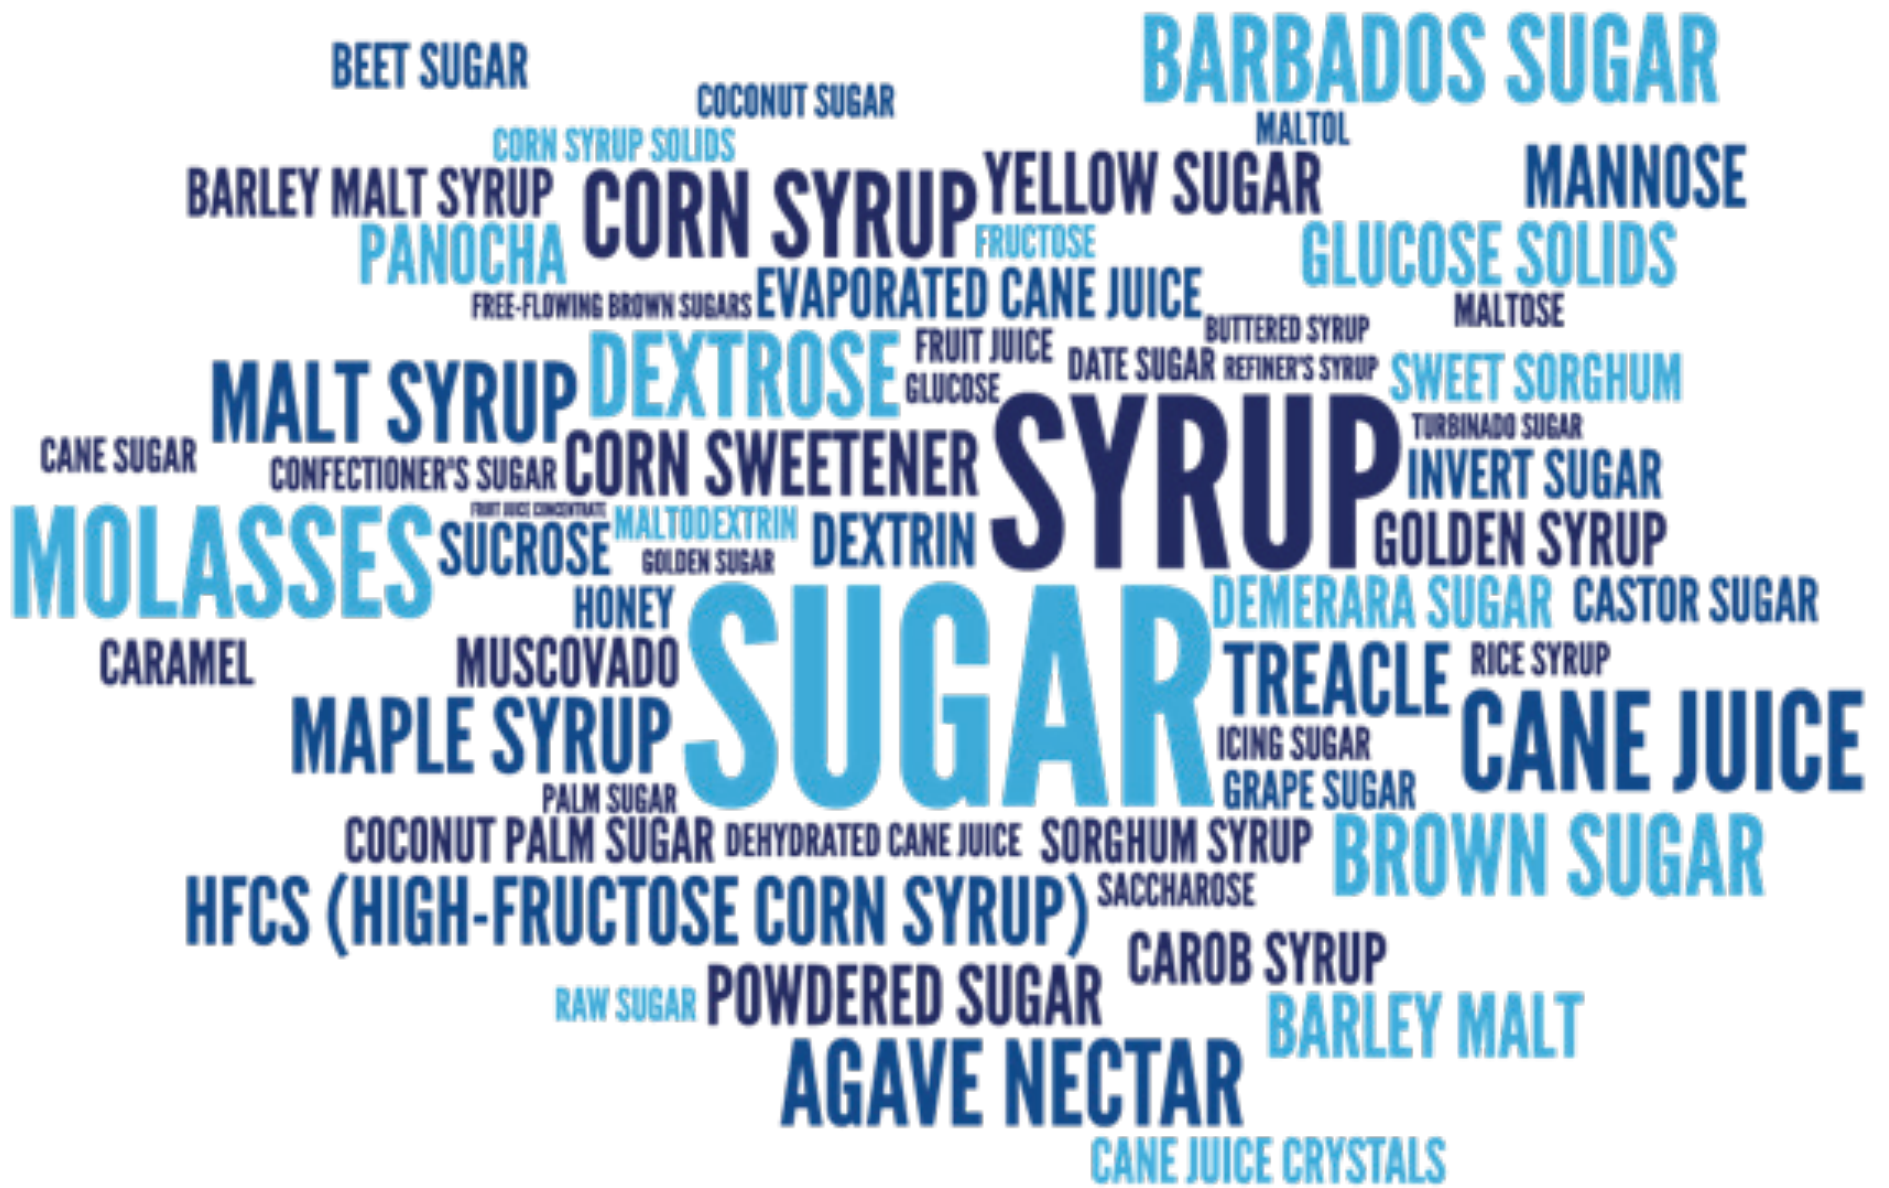 BARBADOS SUGAR
BEET SUGAR
COCONUT SUGAR
MALTOL
CORN SYRUP SOLIDS
MANNOSE
YELLOW SUGAR
BARLEY MALT SYRUP
CORN SYRUP
FRUCTOSE
PANOCHA
GLUCOSE SOLIDS
EVAPORATED CANE JUICE
FREE-FLOWING BROWN SUGARS
MALTOSE
BUTTERED SYRUP
FRUIT JUICE
DEXTROSE
DATE SUGAR
REFINER'S SYRUP
SWEET SORGHUM
GLUCOSE
MALT SYRUP
TURBINADO SUGAR
CANE SUGAR
CORN SWEETENER
SYRUP
CONFECTIONER'S SUGAR
INVERT SUGAR
FRUIT JUICE CONCENTRATE
MALTODEXTRIN
MOLASSES
SUCROSE
DEXTRIN
GOLDEN SYRUP
GOLDEN SUGAR
HONEY
DEMERARA SUGAR
CASTOR SUGAR
CARAMEL
MUSCOVADO
SUGAR
RICE SYRUP
TREACLE
MAPLE SYRUP
CANE JUICE
ICING SUGAR
GRAPE SUGAR
PALM SUGAR
COCONUT PALM SUGAR
DEHYDRATED CANE JUICE
SORGHUM SYRUP
BROWN SUGAR
SACCHAROSE
HFCS (HIGH-FRUCTOSE CORN SYRUP)
CAROB SYRUP
RAW SUGAR
POWDERED SUGAR
BARLEY MALT
AGAVE NECTAR
CANE JUICE CRYSTALS